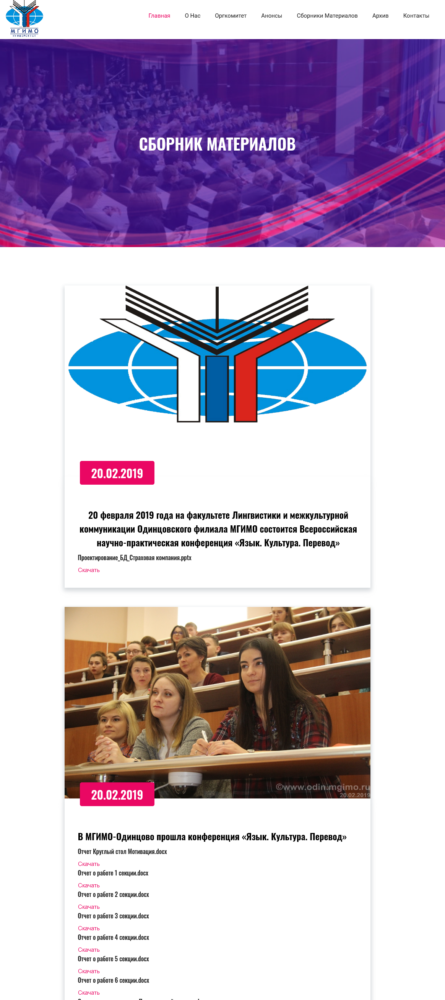 МГИМО
УНИВЕРСИТЕТ
Главная
О Нас
Оргкомитет
Анонсы
Сборники Материалов
Архив
Контакты
СБОРНИК МАТЕРИАЛОВ
20.02.2019
20 февраля 2019 года на факультете Лингвистики и межкультурной
коммуникации Одинцовского филиала МГИМО состоится Всероссийская
научно-практическая конференция «Язык. Культура. Перевод»
Проектирование_БД_Страховая компания.pptx
Скачать
©www.odin.mgimo.ru
20.02.2019
20.02.2019
В МГИМО-Одинцово прошла конференция «Язык. Культура. Перевод»
Отчет Круглый стол Мотивация.docx
Скачать
Отчет о работе 1 секции.docx
Скачать
Отчет о работе 2 секции.docx
Скачать
Отчет о работе 3 секции.docx
Скачать
Отчет о работе 4 секции.docx
Скачать
Отчет о работе 5 секции.docx
Скачать
Отчет о работе 6 секции.docx
Скачать